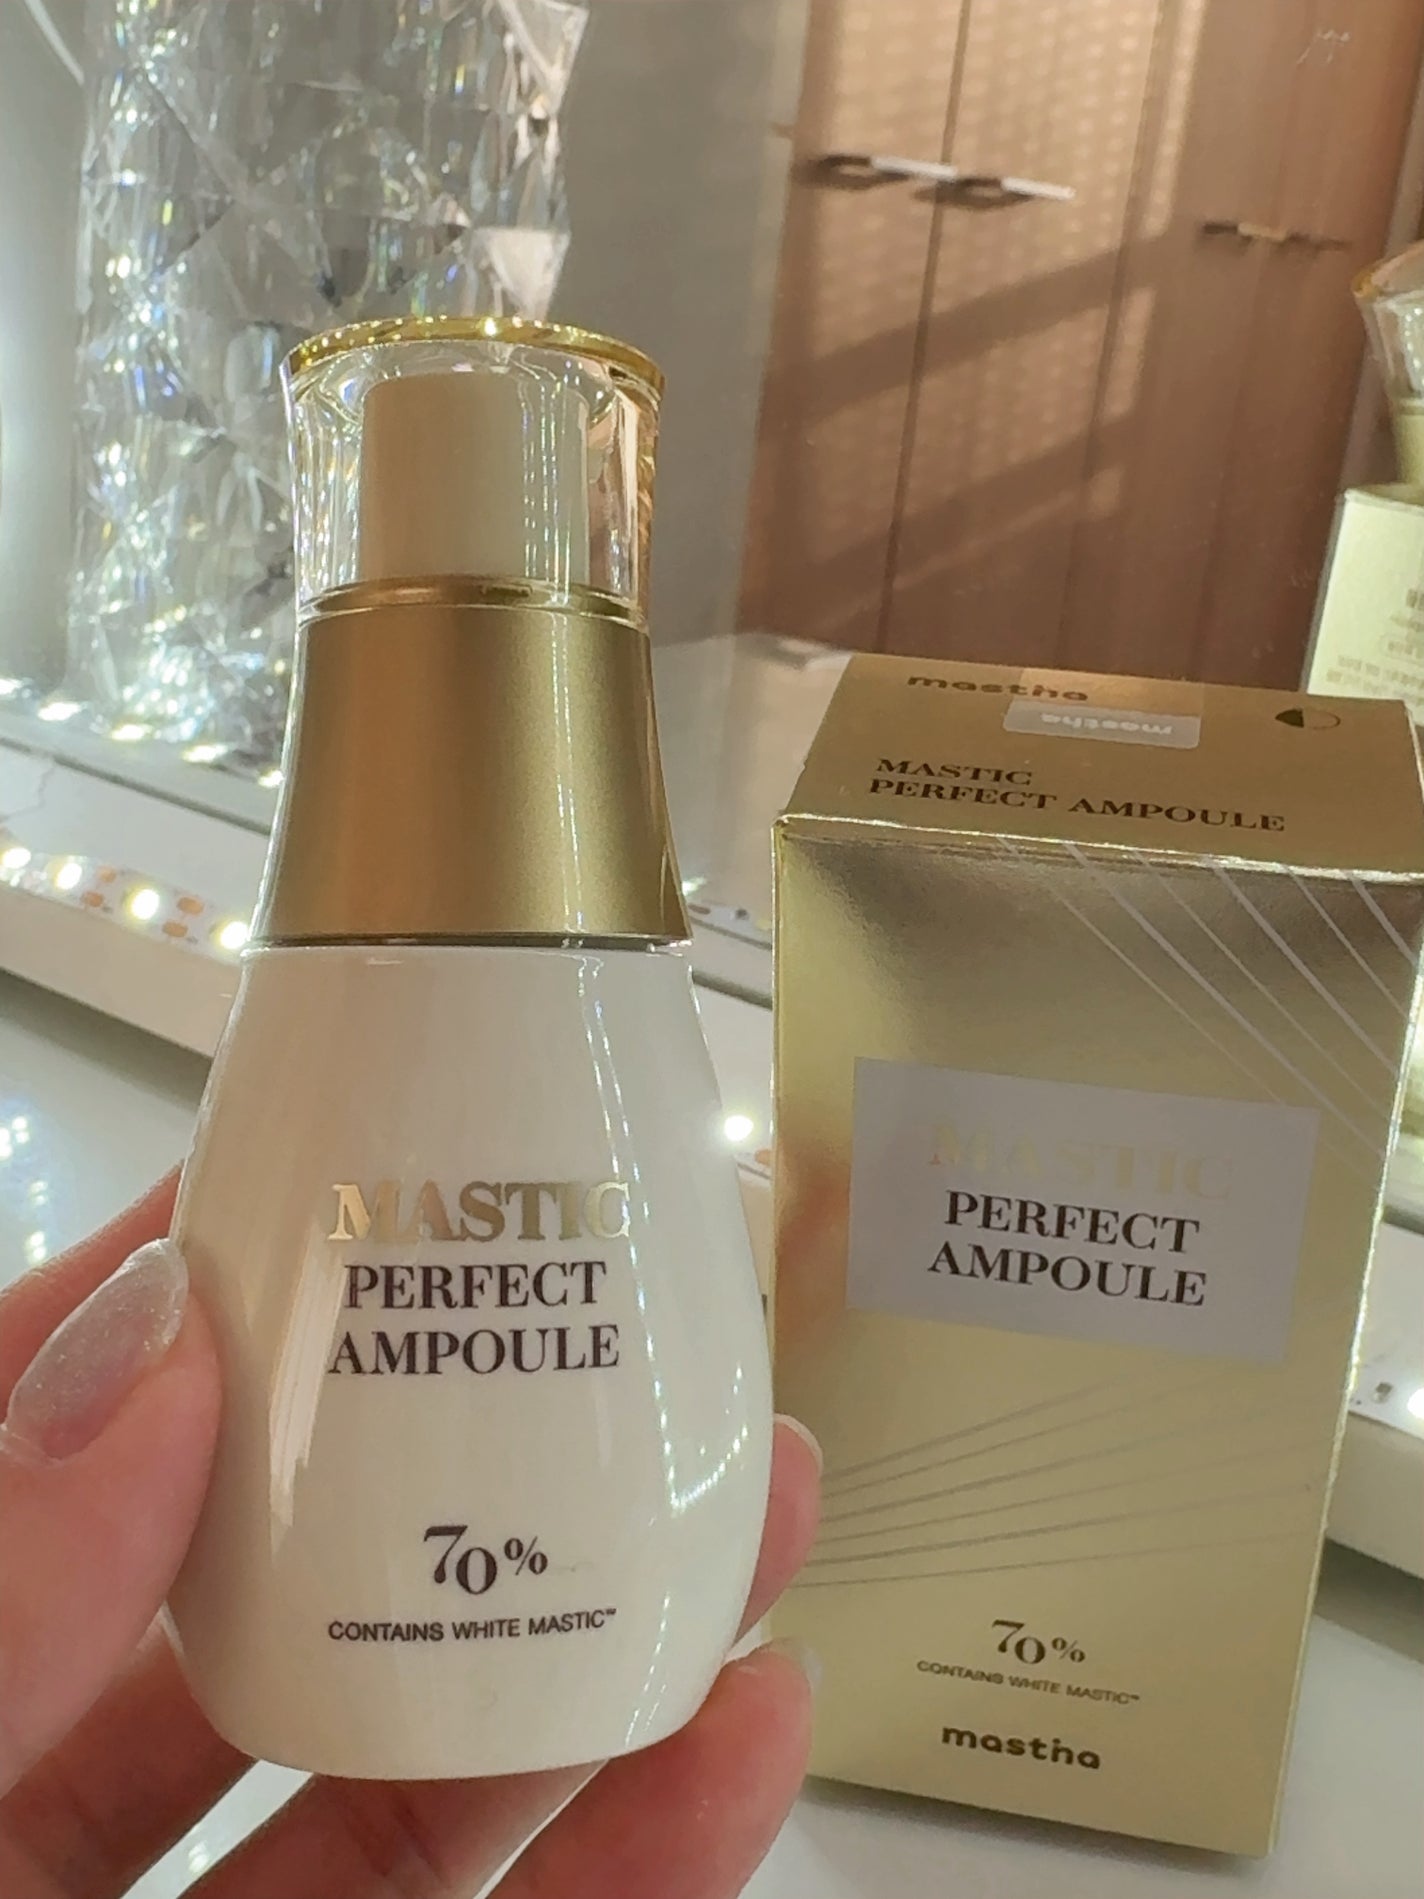 MASTIC
PERFECT
AMPOULE
70%
CONTAINS WHITE MASTIC™
mastha
mastha
MASTIC
PERFECT AMPOULE
MASTIC
PERFECT
AMPOULE
70%
CONTAINS WHITE MASTIC™
mastha